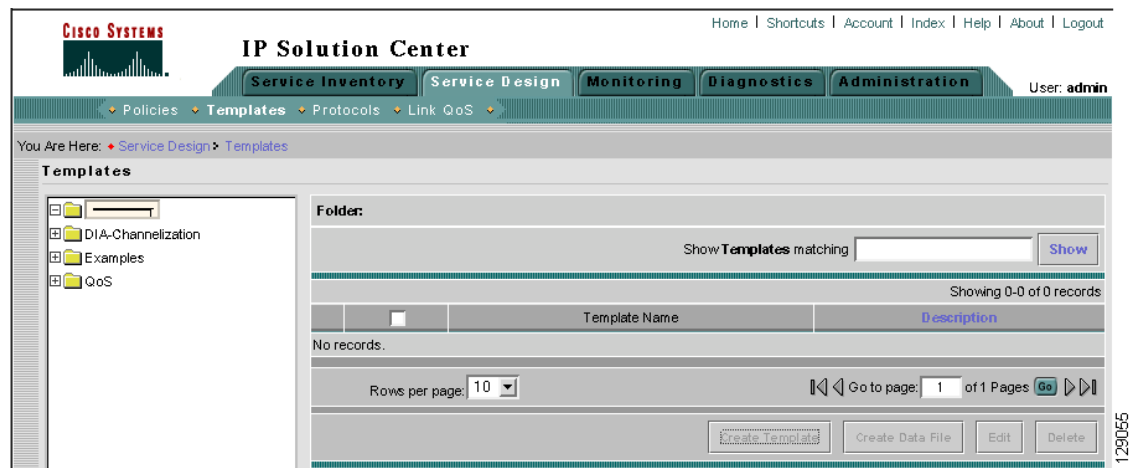 CISCO SYSTEMS
Home | Shortcuts | Account | Index | Help | About | Logout
IP Solution Center
Service Inventory Service Design Monitoring Diagnostics Administration
User: admin
Policies Templates Protocols Link QoS
You Are Here: Service Design Templates
Templates
DIA-Channelization
Examples
QoS
Folder:
Show Templates matching Show
Showing 0-0 of 0 records
Template Name Description
No records.
Rows per page: 10
Go to page: 1 of 1 Pages Go
Create Template Create Data File Edit Delete
129055